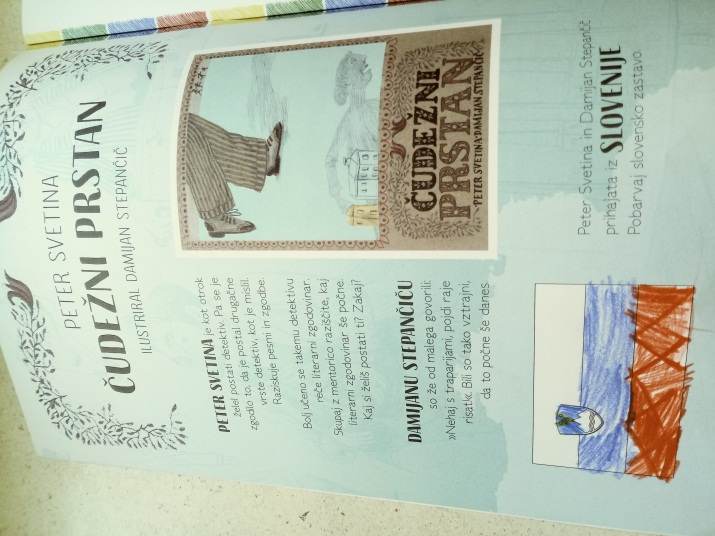 PETER SVETINA
ČUDEŽNI PRSTAN
ILUSTRIRAL DAMIJAN STEPANČIČ
PETER SVETINA je kot otrok
želel postati detektiv. Pa se je
zgodilo to, da je postal drugačne
vrste detektiv, kot je mislil.
Raziskuje pesmi in zgodbe.
Bolj učeno se takemu detektivu
reče literarni zgodovinar.
Skupaj z mentorico raziščite, kaj
literarni zgodovinar še počne.
Kaj si želiš postati ti? Zakaj?
DAMIJANU STEPANČIČU
so že od malega govorili:
»Nehaj s traparijami, pojdi raje
risat«. Bili so tako vztrajni,
da to počne še danes.
ČUDEŽNI
PRSTAN
PETER SVETINA·DAMIJAN STEPANČIČ
Peter Svetina in Damijan Stepančič
prihajata iz SLOVENIJE
Pobarvaj slovensko zastavo.